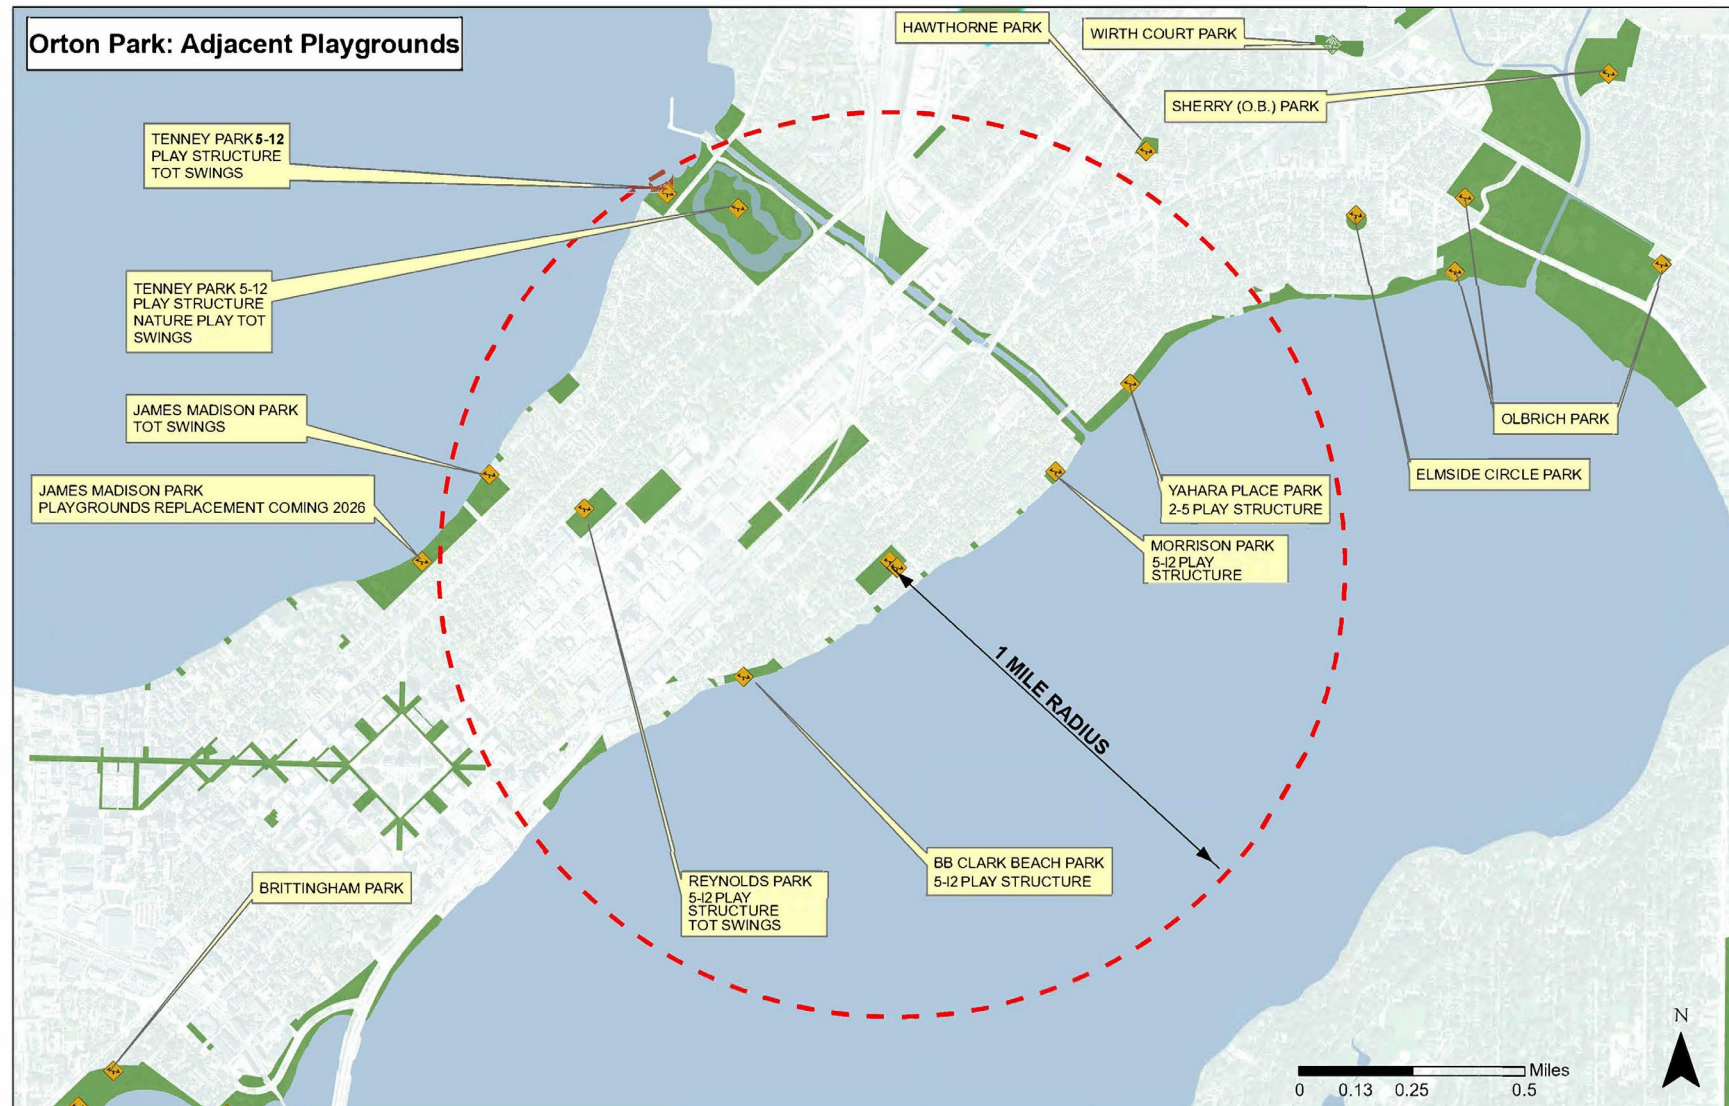 Orton Park: Adjacent Playgrounds
HAWTHORNE PARK
WIRTH COURT PARK
SHERRY (O.B.) PARK
TENNEY PARK 5-12
PLAY STRUCTURE
TOT SWINGS
TENNEY PARK 5-12
PLAY STRUCTURE
NATURE PLAY TOT
SWINGS
JAMES MADISON PARK
TOT SWINGS
JAMES MADISON PARK
PLAYGROUNDS REPLACEMENT COMING 2026
OLBRICH PARK
ELMSIDE CIRCLE PARK
YAHARA PLACE PARK
2-5 PLAY STRUCTURE
MORRISON PARK
5-I2 PLAY
STRUCTURE
1 MILE RADIUS
BB CLARK BEACH PARK
5-I2 PLAY STRUCTURE
REYNOLDS PARK
5-I2 PLAY
STRUCTURE
TOT SWINGS
BRITTINGHAM PARK
N
Miles
0 0.13 0.25 0.5